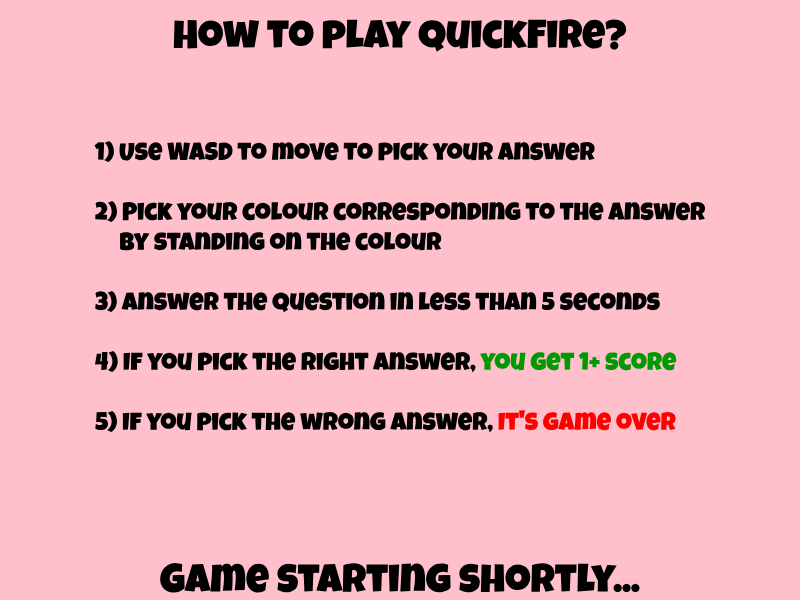 How to play Quickfire?
1) Use WASD to move to pick your answer
2) Pick your colour corresponding to the answer
by standing on the colour
3) Answer the question in less than 5 seconds
4) If you pick the right answer, you get 1+ score
5) If you pick the wrong answer, it's game over
Game starting shortly...